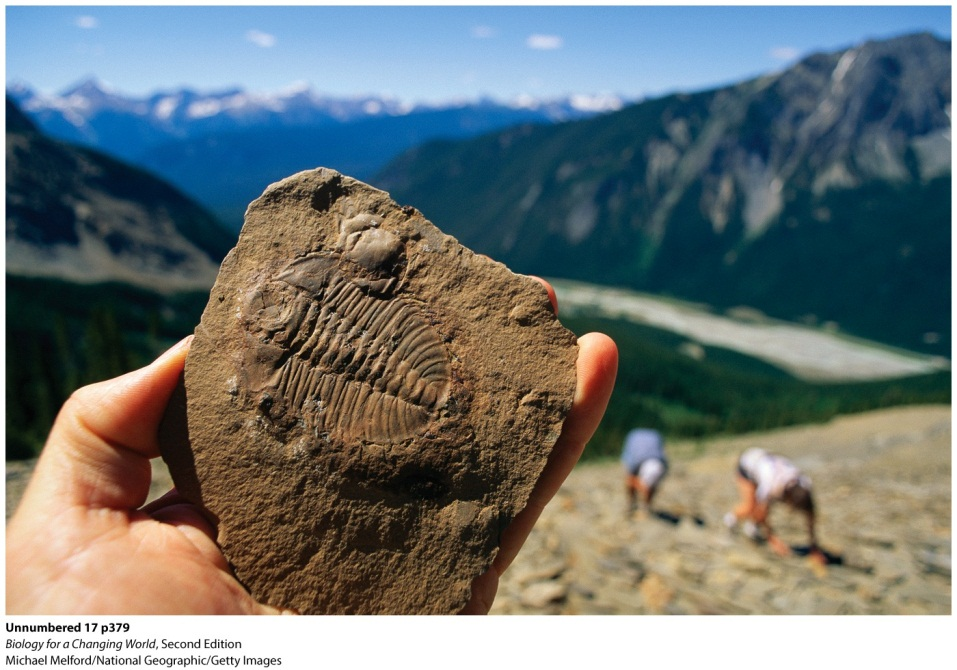 Unnumbered 17 p379
Biology for a Changing World, Second Edition
Michael Melford/National Geographic/Getty Images